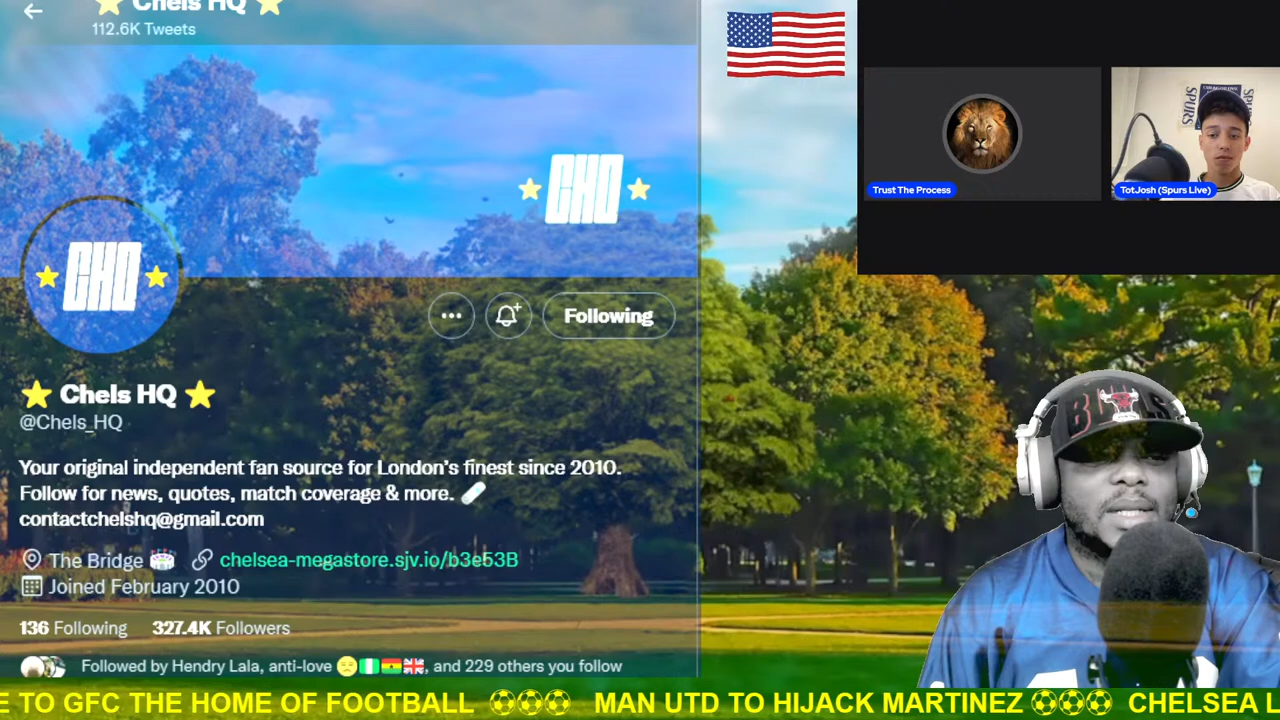 Chels HQ
112.6K Tweets
CHQ
CHQ
Following
Chels HQ
@Chels_HQ
Your original independent fan source for London's finest since 2010.
Follow for news, quotes, match coverage & more.
contactchelshq@gmail.com
The Bridge chelsea-megastore.sjv.io/b3e53B
Joined February 2010
136 Following 327.4K Followers
Followed by Hendry Lala, anti-love and 229 others you follow
Trust The Process
TotJosh (Spurs Live)
SPURS
SPURS
BULLS
E TO GFC THE HOME OF FOOTBALL MAN UTD TO HIJACK MARTINEZ CHELSEA L